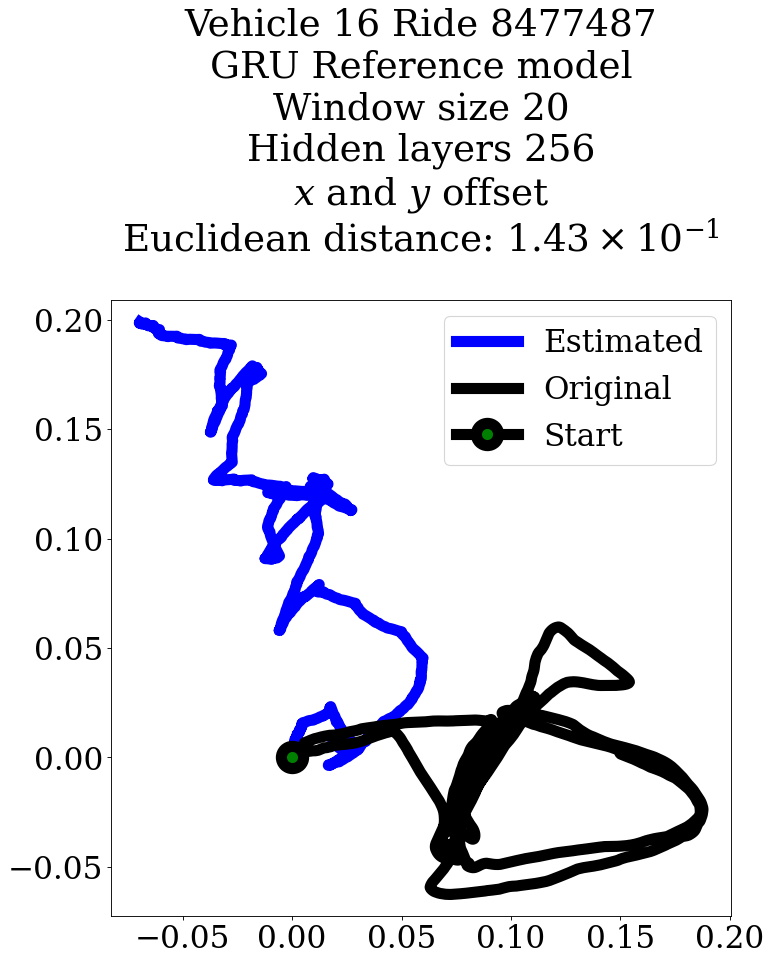 Vehicle 16 Ride 8477487
GRU Reference model
Window size 20
Hidden layers 256
x and y offset
Euclidean distance: 1.43 × 10⁻¹
Estimated
Original
Start
0.20
0.15
0.10
0.05
0.00
−0.05
−0.05 0.00 0.05 0.10 0.15 0.20